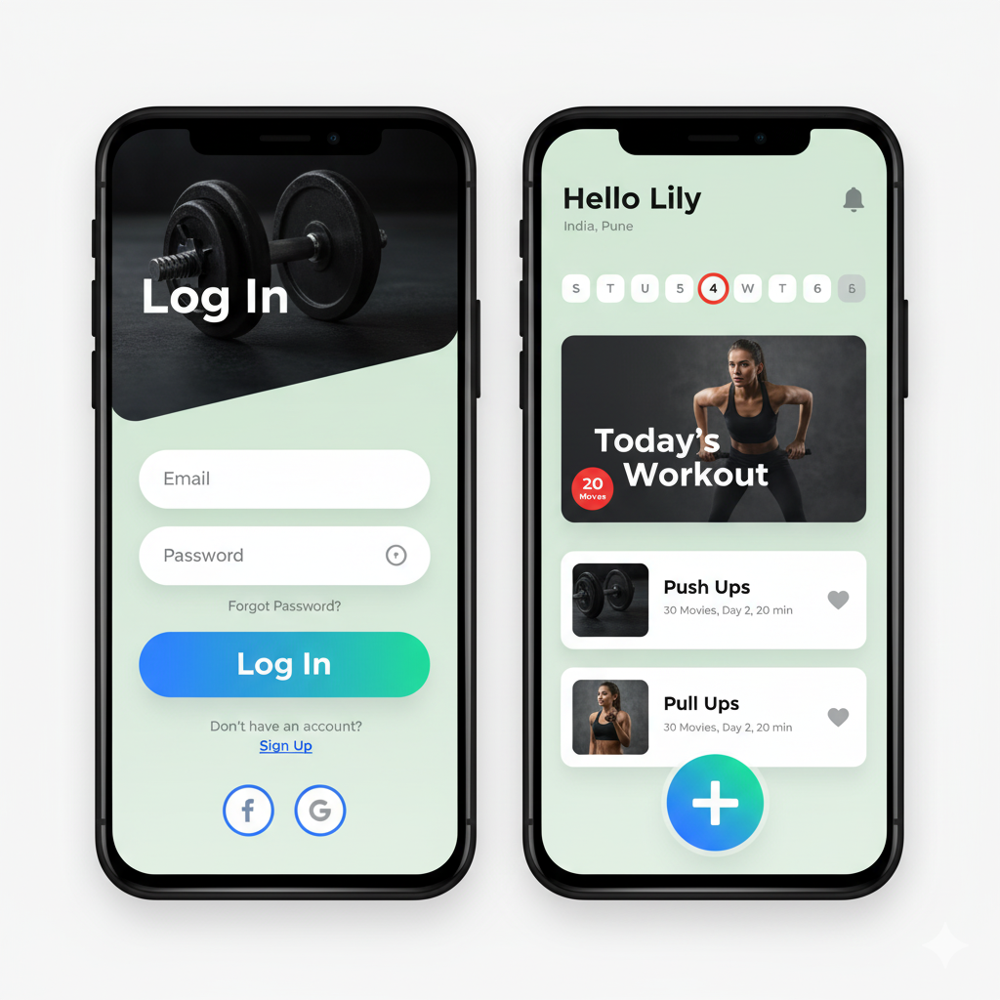 Log In
Email
Password
Forgot Password?
Log In
Don't have an account?
Sign Up
f G
Hello Lily
India, Pune
S T U 5 4 W T 6 6
Today's
Workout
20
Moves
Push Ups
30 Movies, Day 2, 20 min
Pull Ups
30 Movies, Day 2, 20 min